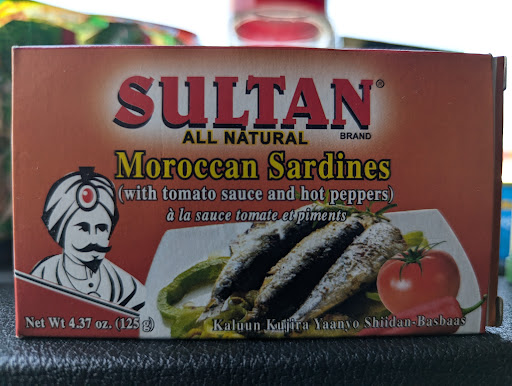 SULTAN®
ALL NATURAL BRAND
Moroccan Sardines
(with tomato sauce and hot peppers)
à la sauce tomate et piments
Net Wt 4.37 oz. (125 g)
Kaluun Kujira Yaanyo Shiidan-Basbaas